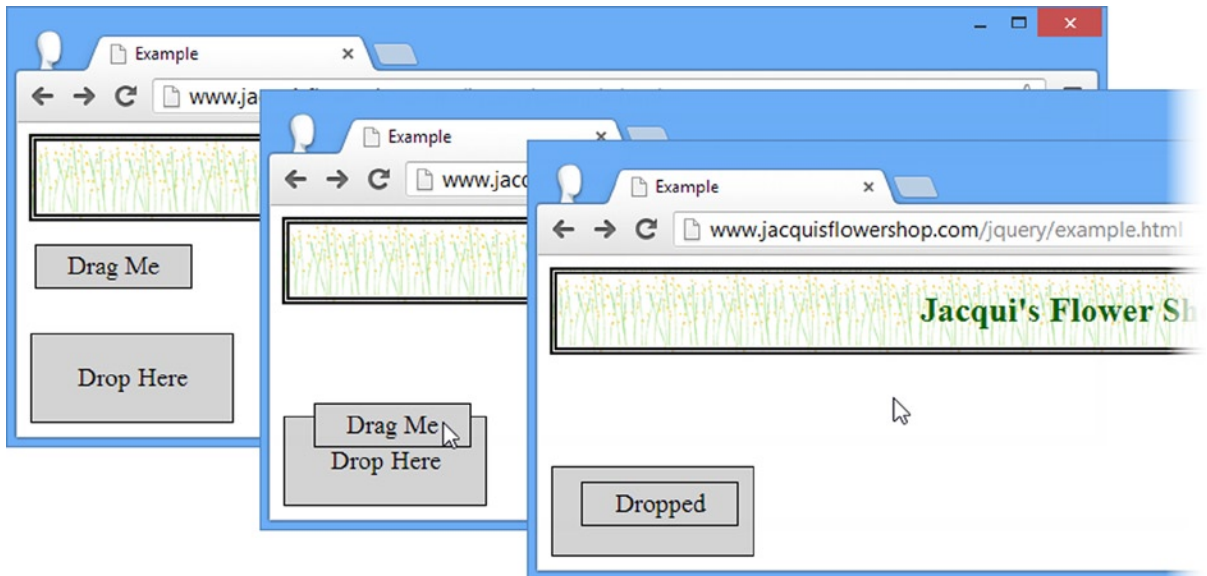 Example
www.ja
Drag Me
Drop Here
Example
www.jacq
Drag Me
Drop Here
Example
www.jacquisflowershop.com/jquery/example.html
Jacqui's Flower Sh
Dropped